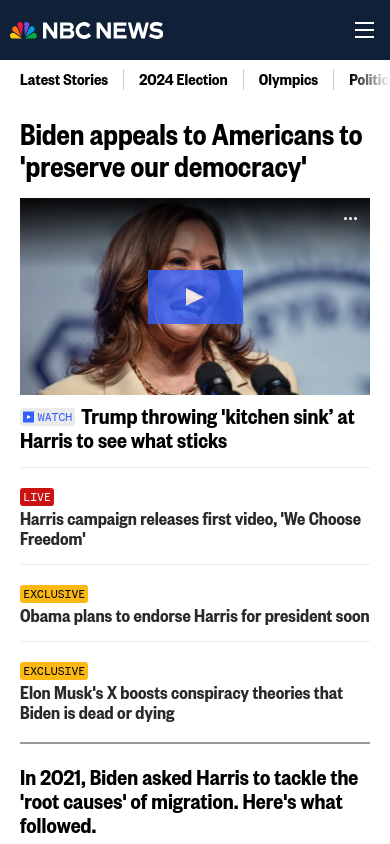 NBC NEWS
Latest Stories
2024 Election
Olympics
Politic
Biden appeals to Americans to
'preserve our democracy'
WATCH Trump throwing 'kitchen sink’ at
Harris to see what sticks
LIVE
Harris campaign releases first video, 'We Choose
Freedom'
EXCLUSIVE
Obama plans to endorse Harris for president soon
EXCLUSIVE
Elon Musk's X boosts conspiracy theories that
Biden is dead or dying
In 2021, Biden asked Harris to tackle the
'root causes' of migration. Here's what
followed.